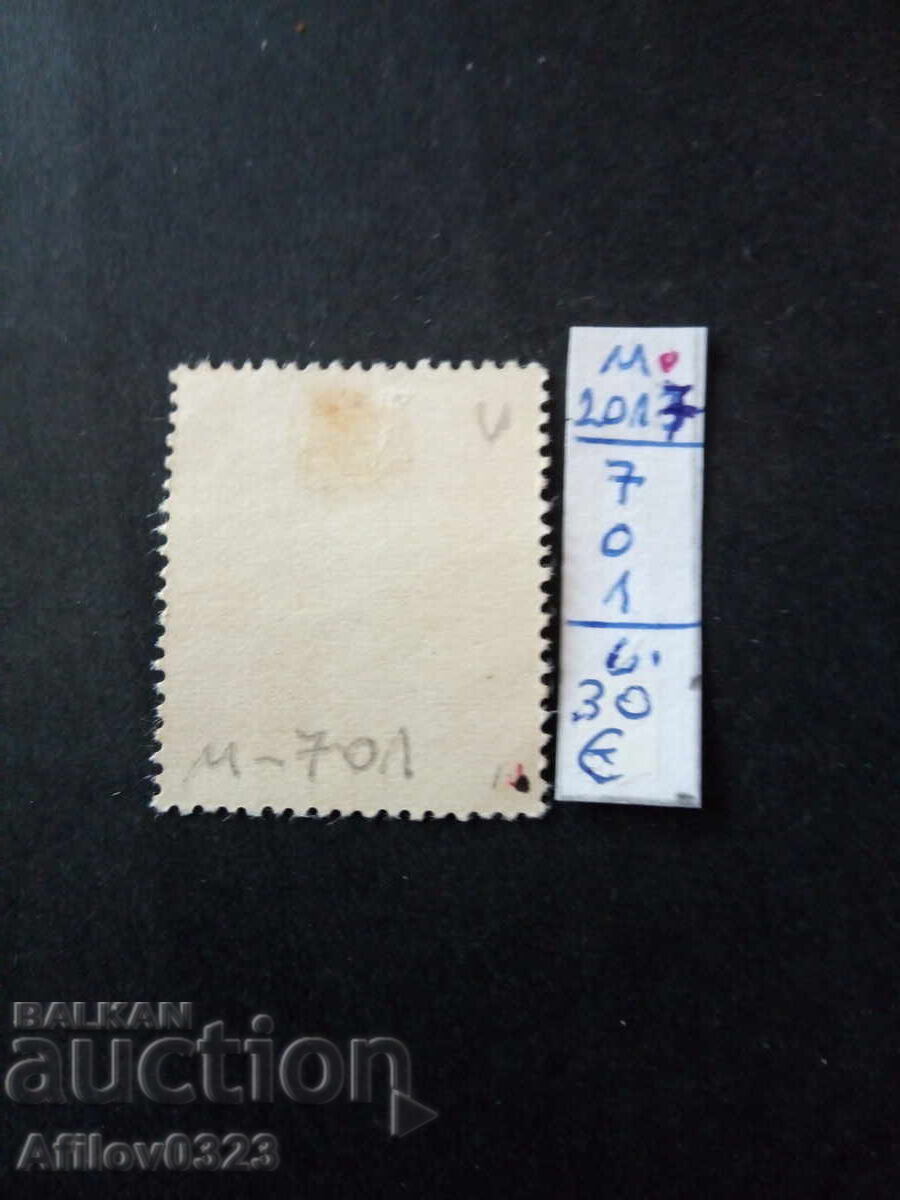 V
м-701
м.
2017
7
0
1
6.
30
€
BALKAN
auction
Afilov0323